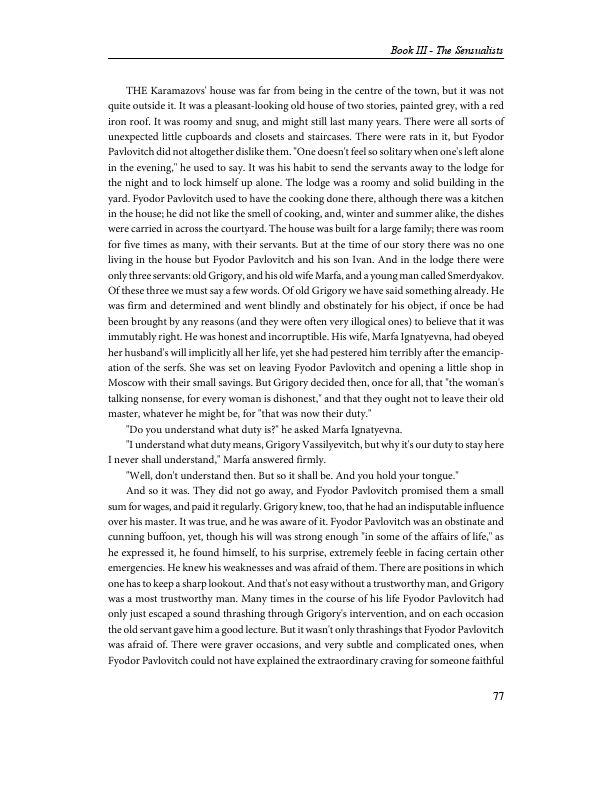 Book III - The Sensualists
THE Karamazovs' house was far from being in the centre of the town, but it was not
quite outside it. It was a pleasant-looking old house of two stories, painted grey, with a red
iron roof. It was roomy and snug, and might still last many years. There were all sorts of
unexpected little cupboards and closets and staircases. There were rats in it, but Fyodor
Pavlovitch did not altogether dislike them. "One doesn't feel so solitary when one's left alone
in the evening," he used to say. It was his habit to send the servants away to the lodge for
the night and to lock himself up alone. The lodge was a roomy and solid building in the
yard. Fyodor Pavlovitch used to have the cooking done there, although there was a kitchen
in the house; he did not like the smell of cooking, and, winter and summer alike, the dishes
were carried in across the courtyard. The house was built for a large family; there was room
for five times as many, with their servants. But at the time of our story there was no one
living in the house but Fyodor Pavlovitch and his son Ivan. And in the lodge there were
only three servants: old Grigory, and his old wife Marfa, and a young man called Smerdyakov.
Of these three we must say a few words. Of old Grigory we have said something already. He
was firm and determined and went blindly and obstinately for his object, if once be had
been brought by any reasons (and they were often very illogical ones) to believe that it was
immutably right. He was honest and incorruptible. His wife, Marfa Ignatyevna, had obeyed
her husband's will implicitly all her life, yet she had pestered him terribly after the emancip-
ation of the serfs. She was set on leaving Fyodor Pavlovitch and opening a little shop in
Moscow with their small savings. But Grigory decided then, once for all, that "the woman's
talking nonsense, for every woman is dishonest," and that they ought not to leave their old
master, whatever he might be, for "that was now their duty."
"Do you understand what duty is?" he asked Marfa Ignatyevna.
"I understand what duty means, Grigory Vassilyevitch, but why it's our duty to stay here
I never shall understand," Marfa answered firmly.
"Well, don't understand then. But so it shall be. And you hold your tongue."
And so it was. They did not go away, and Fyodor Pavlovitch promised them a small
sum for wages, and paid it regularly. Grigory knew, too, that he had an indisputable influence
over his master. It was true, and he was aware of it. Fyodor Pavlovitch was an obstinate and
cunning buffoon, yet, though his will was strong enough "in some of the affairs of life," as
he expressed it, he found himself, to his surprise, extremely feeble in facing certain other
emergencies. He knew his weaknesses and was afraid of them. There are positions in which
one has to keep a sharp lookout. And that's not easy without a trustworthy man, and Grigory
was a most trustworthy man. Many times in the course of his life Fyodor Pavlovitch had
only just escaped a sound thrashing through Grigory's intervention, and on each occasion
the old servant gave him a good lecture. But it wasn't only thrashings that Fyodor Pavlovitch
was afraid of. There were graver occasions, and very subtle and complicated ones, when
Fyodor Pavlovitch could not have explained the extraordinary craving for someone faithful
77